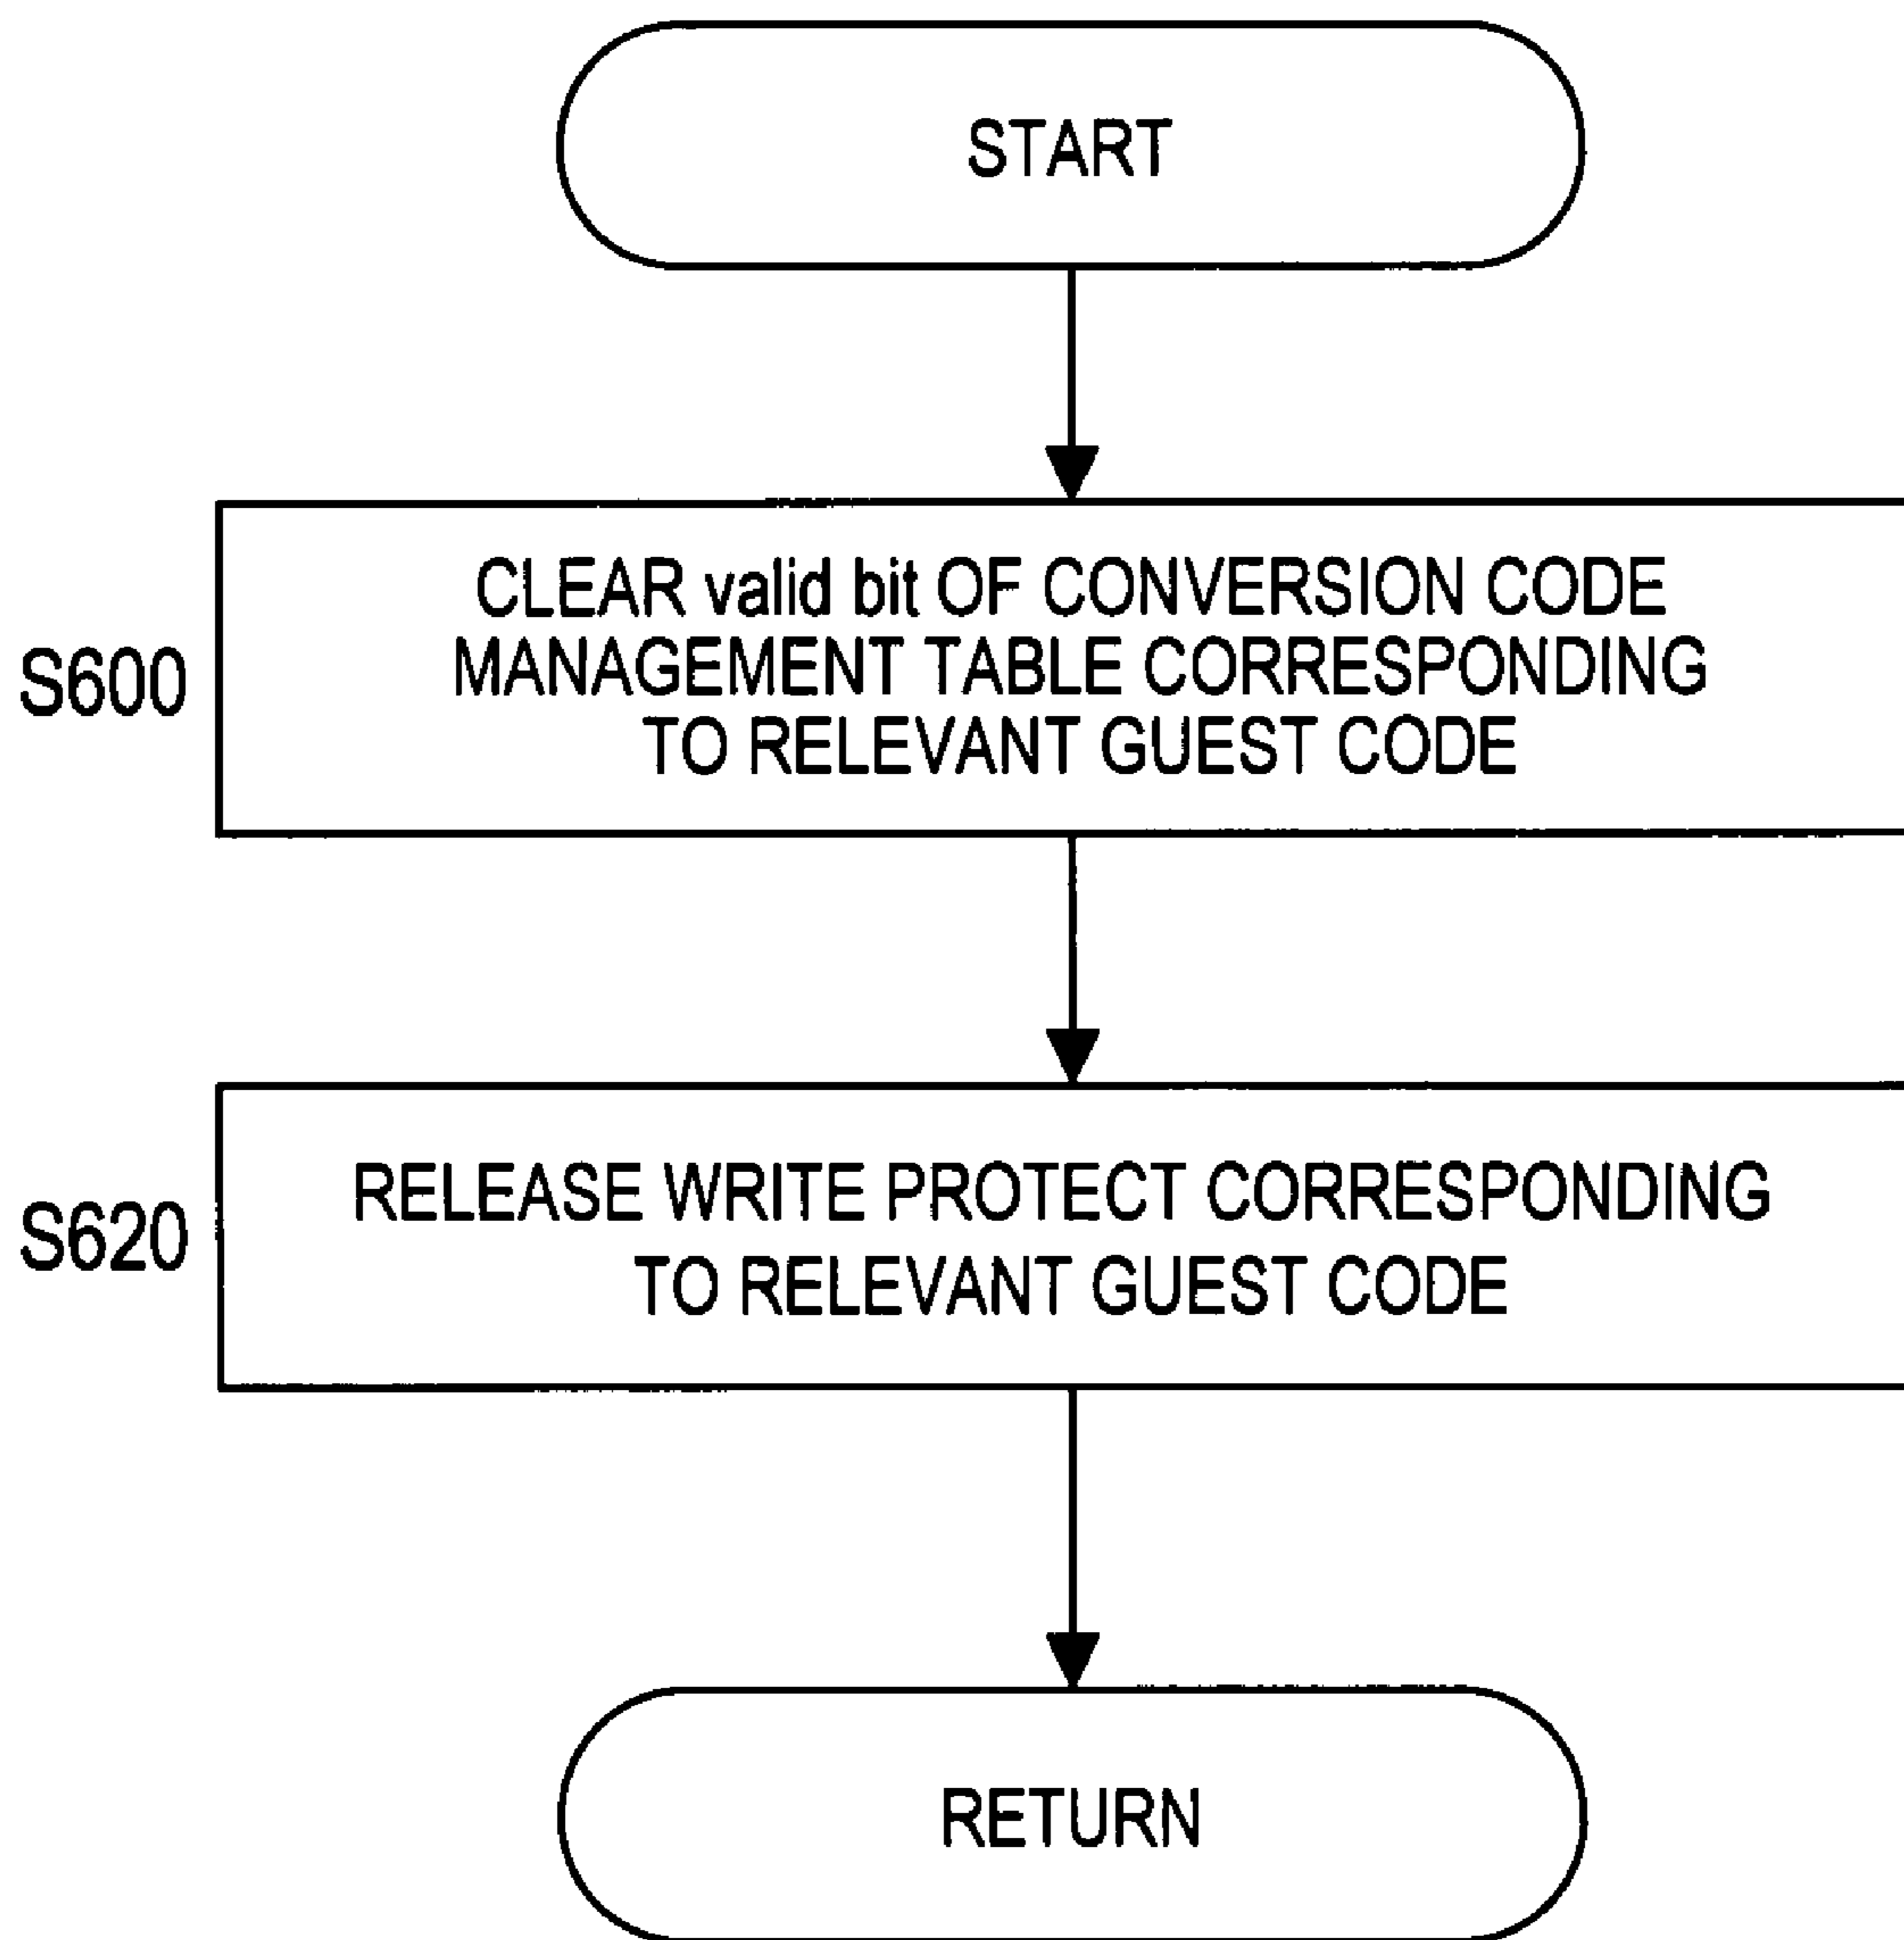 START
CLEAR valid bit OF CONVERSION CODE
MANAGEMENT TABLE CORRESPONDING
TO RELEVANT GUEST CODE
S600
RELEASE WRITE PROTECT CORRESPONDING
TO RELEVANT GUEST CODE
S620
RETURN